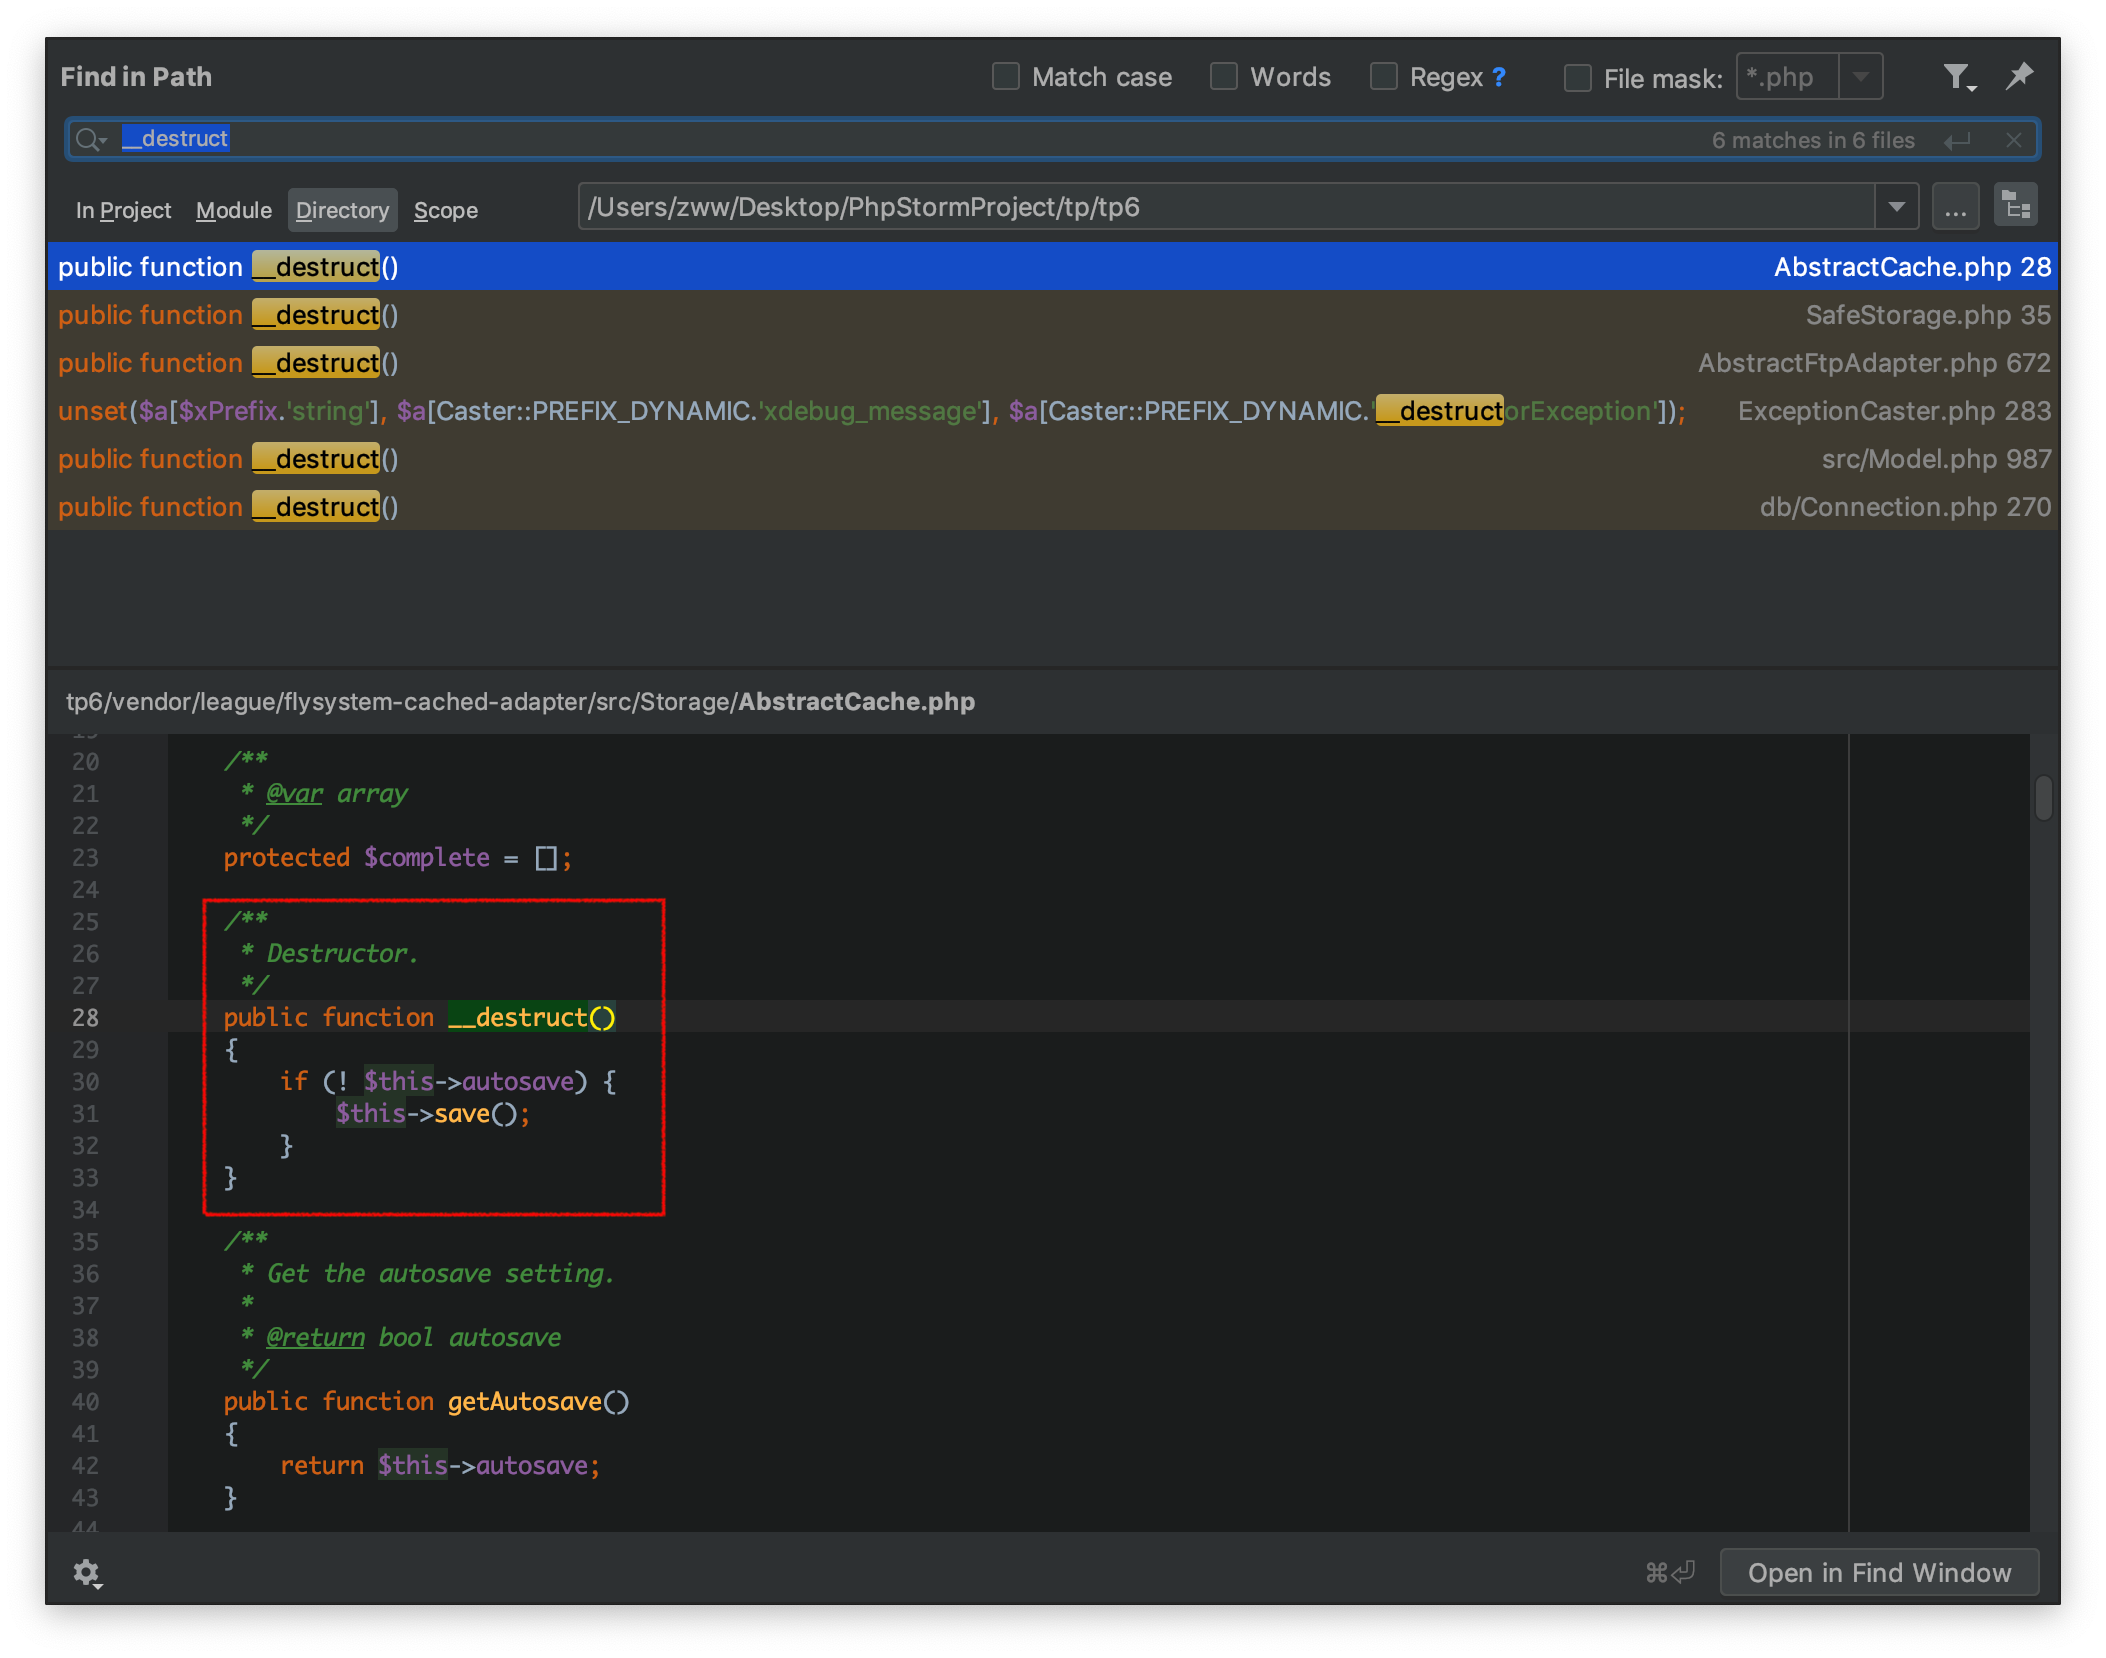 Find in Path
Match case Words Regex ? File mask: *.php
__destruct 6 matches in 6 files
In Project Module Directory Scope /Users/zww/Desktop/PhpStormProject/tp/tp6 ...
public function __destruct() AbstractCache.php 28
public function __destruct() SafeStorage.php 35
public function __destruct() AbstractFtpAdapter.php 672
unset($a[$xPrefix.'string'], $a[Caster::PREFIX_DYNAMIC.'xdebug_message'], $a[Caster::PREFIX_DYNAMIC.'__destructorException']); ExceptionCaster.php 283
public function __destruct() src/Model.php 987
public function __destruct() db/Connection.php 270
tp6/vendor/league/flysystem-cached-adapter/src/Storage/AbstractCache.php
19
20 /**
21 * @var array
22 */
23 protected $complete = [];
24
25 /**
26 * Destructor.
27 */
28 public function __destruct()
29 {
30 if (! $this->autosave) {
31 $this->save();
32 }
33 }
34
35 /**
36 * Get the autosave setting.
37 *
38 * @return bool autosave
39 */
40 public function getAutosave()
41 {
42 return $this->autosave;
43 }
44
⌘⏎ Open in Find Window